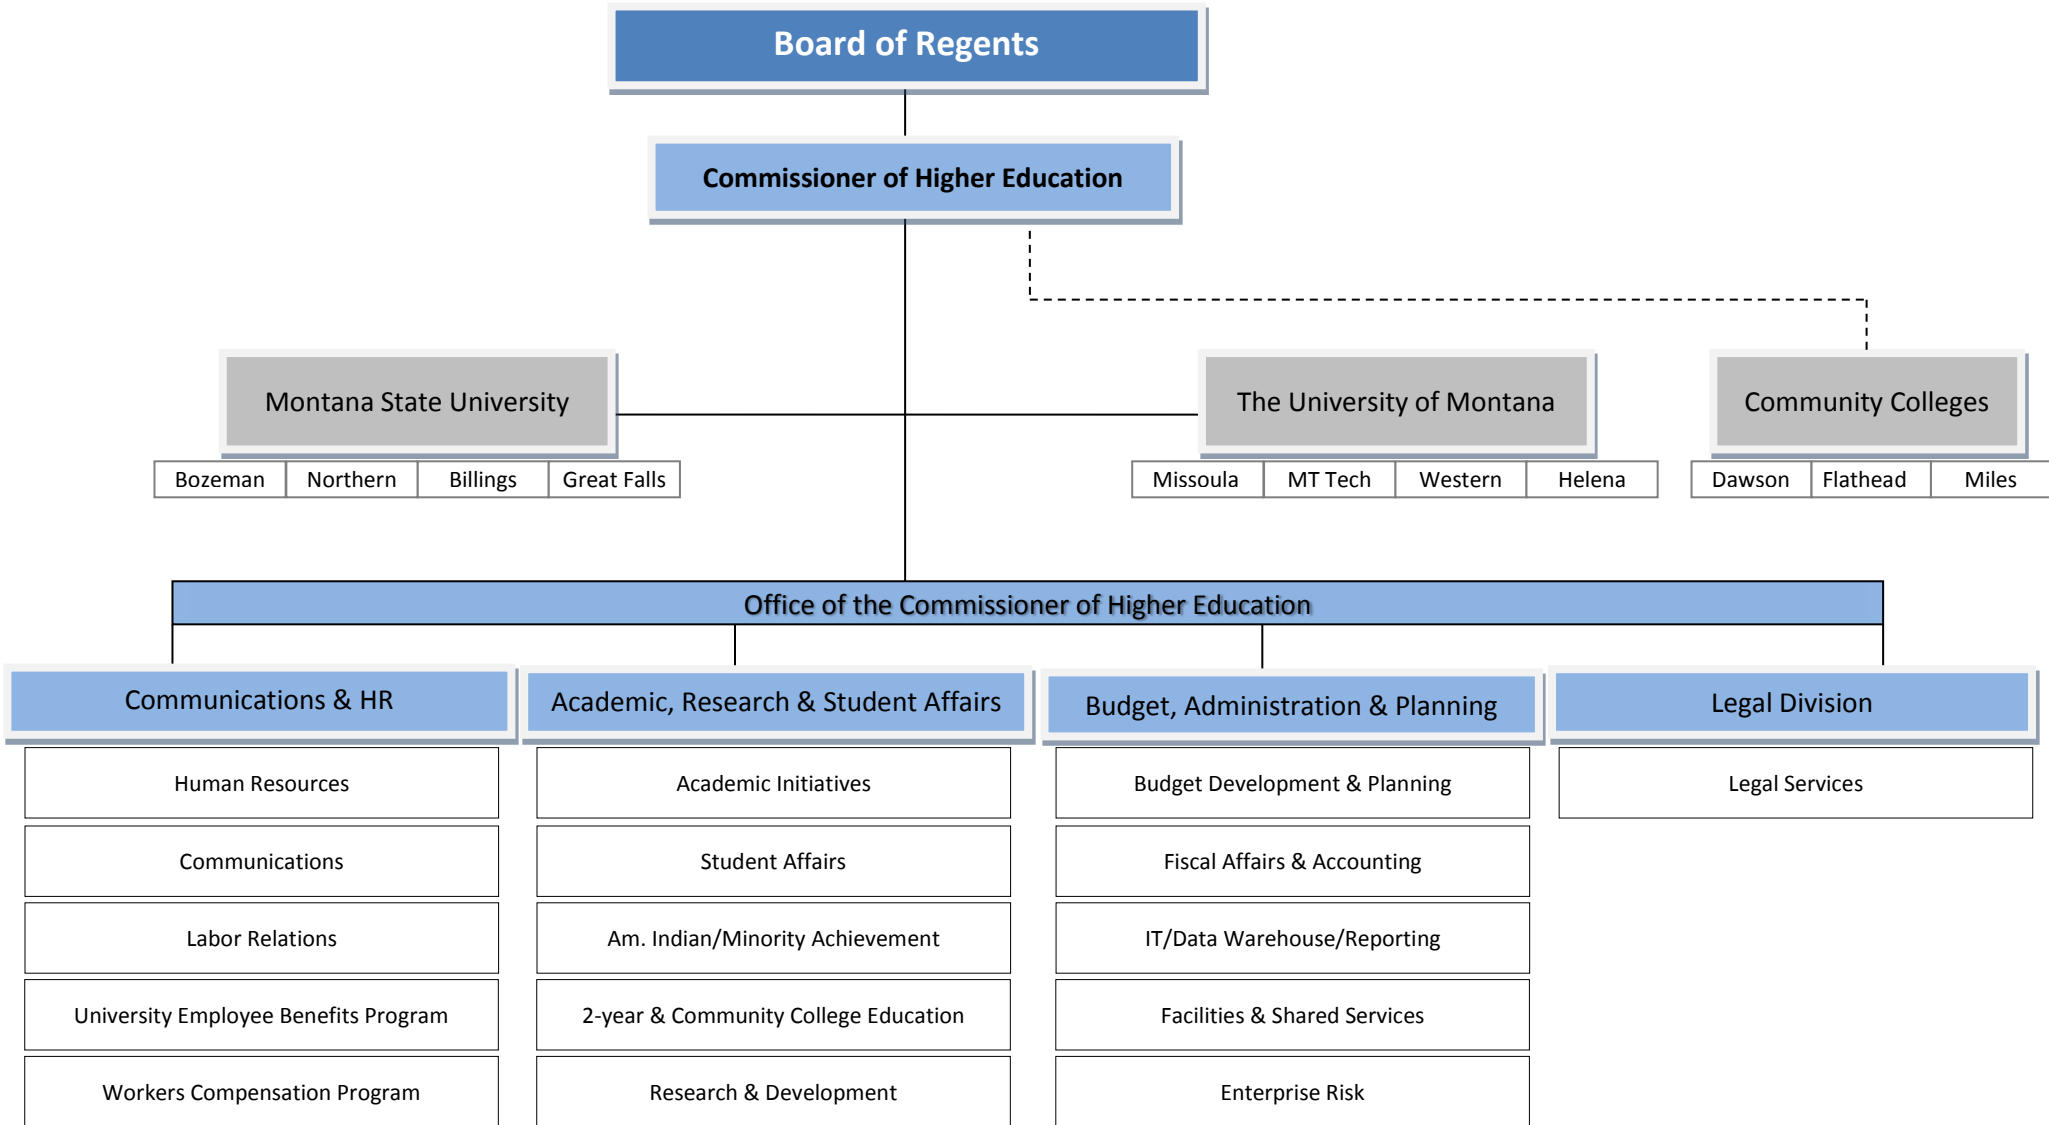 Board of Regents
Commissioner of Higher Education
Montana State University
The University of Montana
Community Colleges
Bozeman
Northern
Billings
Great Falls
Missoula
MT Tech
Western
Helena
Dawson
Flathead
Miles
Office of the Commissioner of Higher Education
Communications & HR
Human Resources
Communications
Labor Relations
University Employee Benefits Program
Workers Compensation Program
Academic, Research & Student Affairs
Academic Initiatives
Student Affairs
Am. Indian/Minority Achievement
2-year & Community College Education
Research & Development
Budget, Administration & Planning
Budget Development & Planning
Fiscal Affairs & Accounting
IT/Data Warehouse/Reporting
Facilities & Shared Services
Enterprise Risk
Legal Division
Legal Services